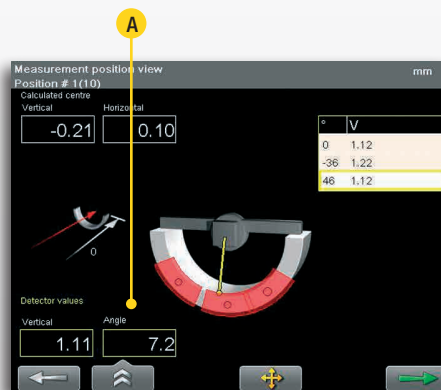 A
Measurement position view
mm
Position # 1(10)
Calculated centre
Vertical Horizontal
-0.21 0.10
° V
0 1.12
-36 1.22
46 1.12
0
Detector values
Vertical Angle
1.11 7.2